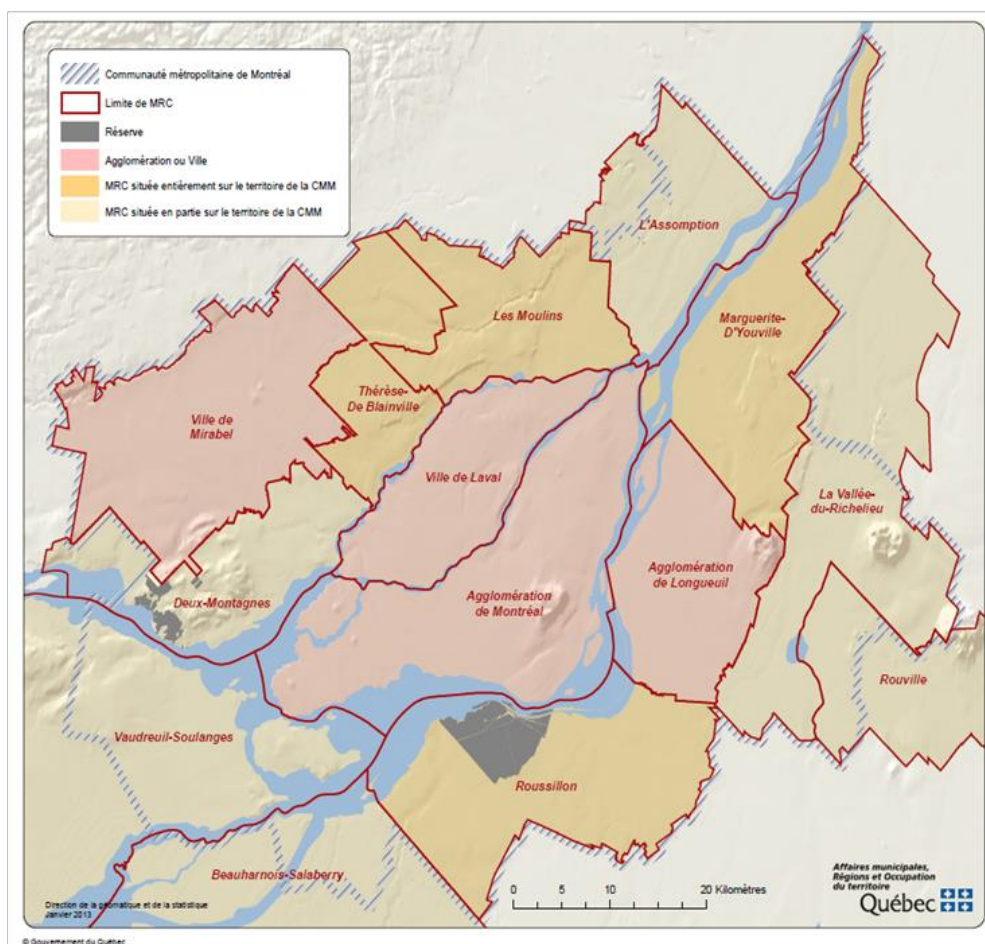 Communauté métropolitaine de Montréal
Limite de MRC
Réserve
Agglomération ou Ville
MRC située entièrement sur le territoire de la CMM
MRC située en partie sur le territoire de la CMM
L'Assomption
Les Moulins
Marguerite-
D'Youville
Thérèse-
De Blainville
Ville de
Mirabel
Ville de Laval
La Vallée-
du-Richelieu
Agglomération
de Longueuil
Agglomération
de Montréal
Deux-Montagnes
Rouville
Vaudreuil-Soulanges
Roussillon
Beauharnois-Salaberry
0 5 10 20 Kilomètres
Affaires municipales,
Régions et Occupation
du territoire
Québec
Direction de la géomatique et de la statistique
Janvier 2013
© Gouvernement du Québec